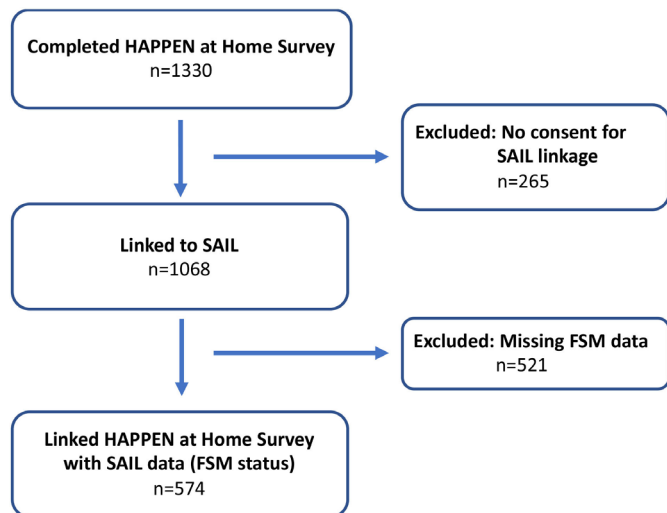 Completed HAPPEN at Home Survey
n=1330
Excluded: No consent for
SAIL linkage
n=265
Linked to SAIL
n=1068
Excluded: Missing FSM data
n=521
Linked HAPPEN at Home Survey
with SAIL data (FSM status)
n=574